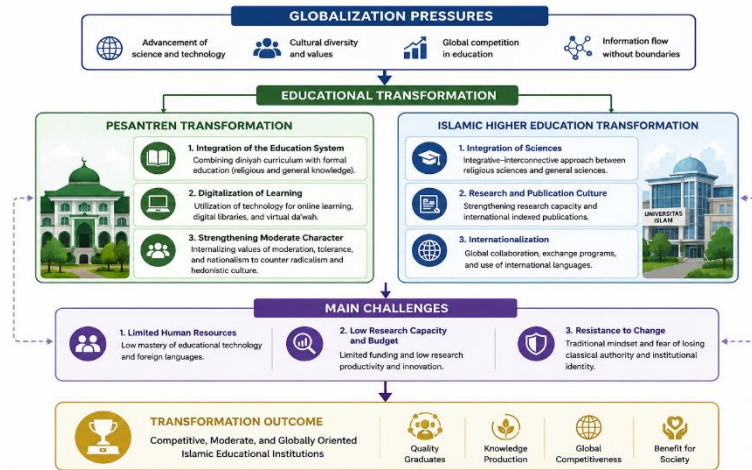 GLOBALIZATION PRESSURES
Advancement of
science and technology
Cultural diversity
and values
Global competition
in education
Information flow
without boundaries
EDUCATIONAL TRANSFORMATION
PESANTREN TRANSFORMATION
1. Integration of the Education System
Combining diniyah curriculum with formal
education (religious and general knowledge).
2. Digitalization of Learning
Utilization of technology for online learning,
digital libraries, and virtual da'wah.
3. Strengthening Moderate Character
Internalizing values of moderation, tolerance,
and nationalism to counter radicalism and
hedonistic culture.
ISLAMIC HIGHER EDUCATION TRANSFORMATION
1. Integration of Sciences
Integrative–interconnective approach between
religious sciences and general sciences.
2. Research and Publication Culture
Strengthening research capacity and
international indexed publications.
3. Internationalization
Global collaboration, exchange programs,
and use of international languages.
UNIVERSITAS
ISLAM
MAIN CHALLENGES
1. Limited Human Resources
Low mastery of educational technology
and foreign languages.
2. Low Research Capacity
and Budget
Limited funding and low research
productivity and innovation.
3. Resistance to Change
Traditional mindset and fear of losing
classical authority and institutional
identity.
TRANSFORMATION OUTCOME
Competitive, Moderate, and Globally Oriented
Islamic Educational Institutions
Quality
Graduates
Knowledge
Production
Global
Competitiveness
Benefit for
Society